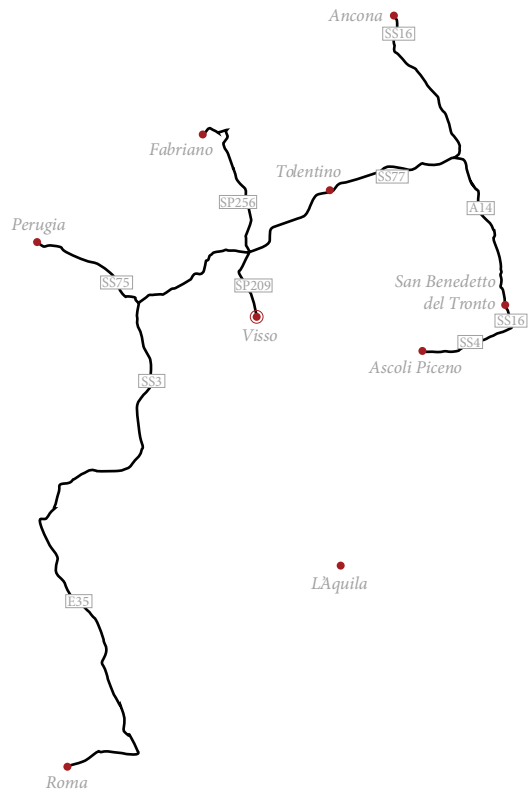 Ancona
SS16
Fabriano
Tolentino
SS77
SP256
A14
Perugia
SS75
SP209
San Benedetto
del Tronto
SS16
Visso
SS4
Ascoli Piceno
SS3
L'Aquila
E35
Roma